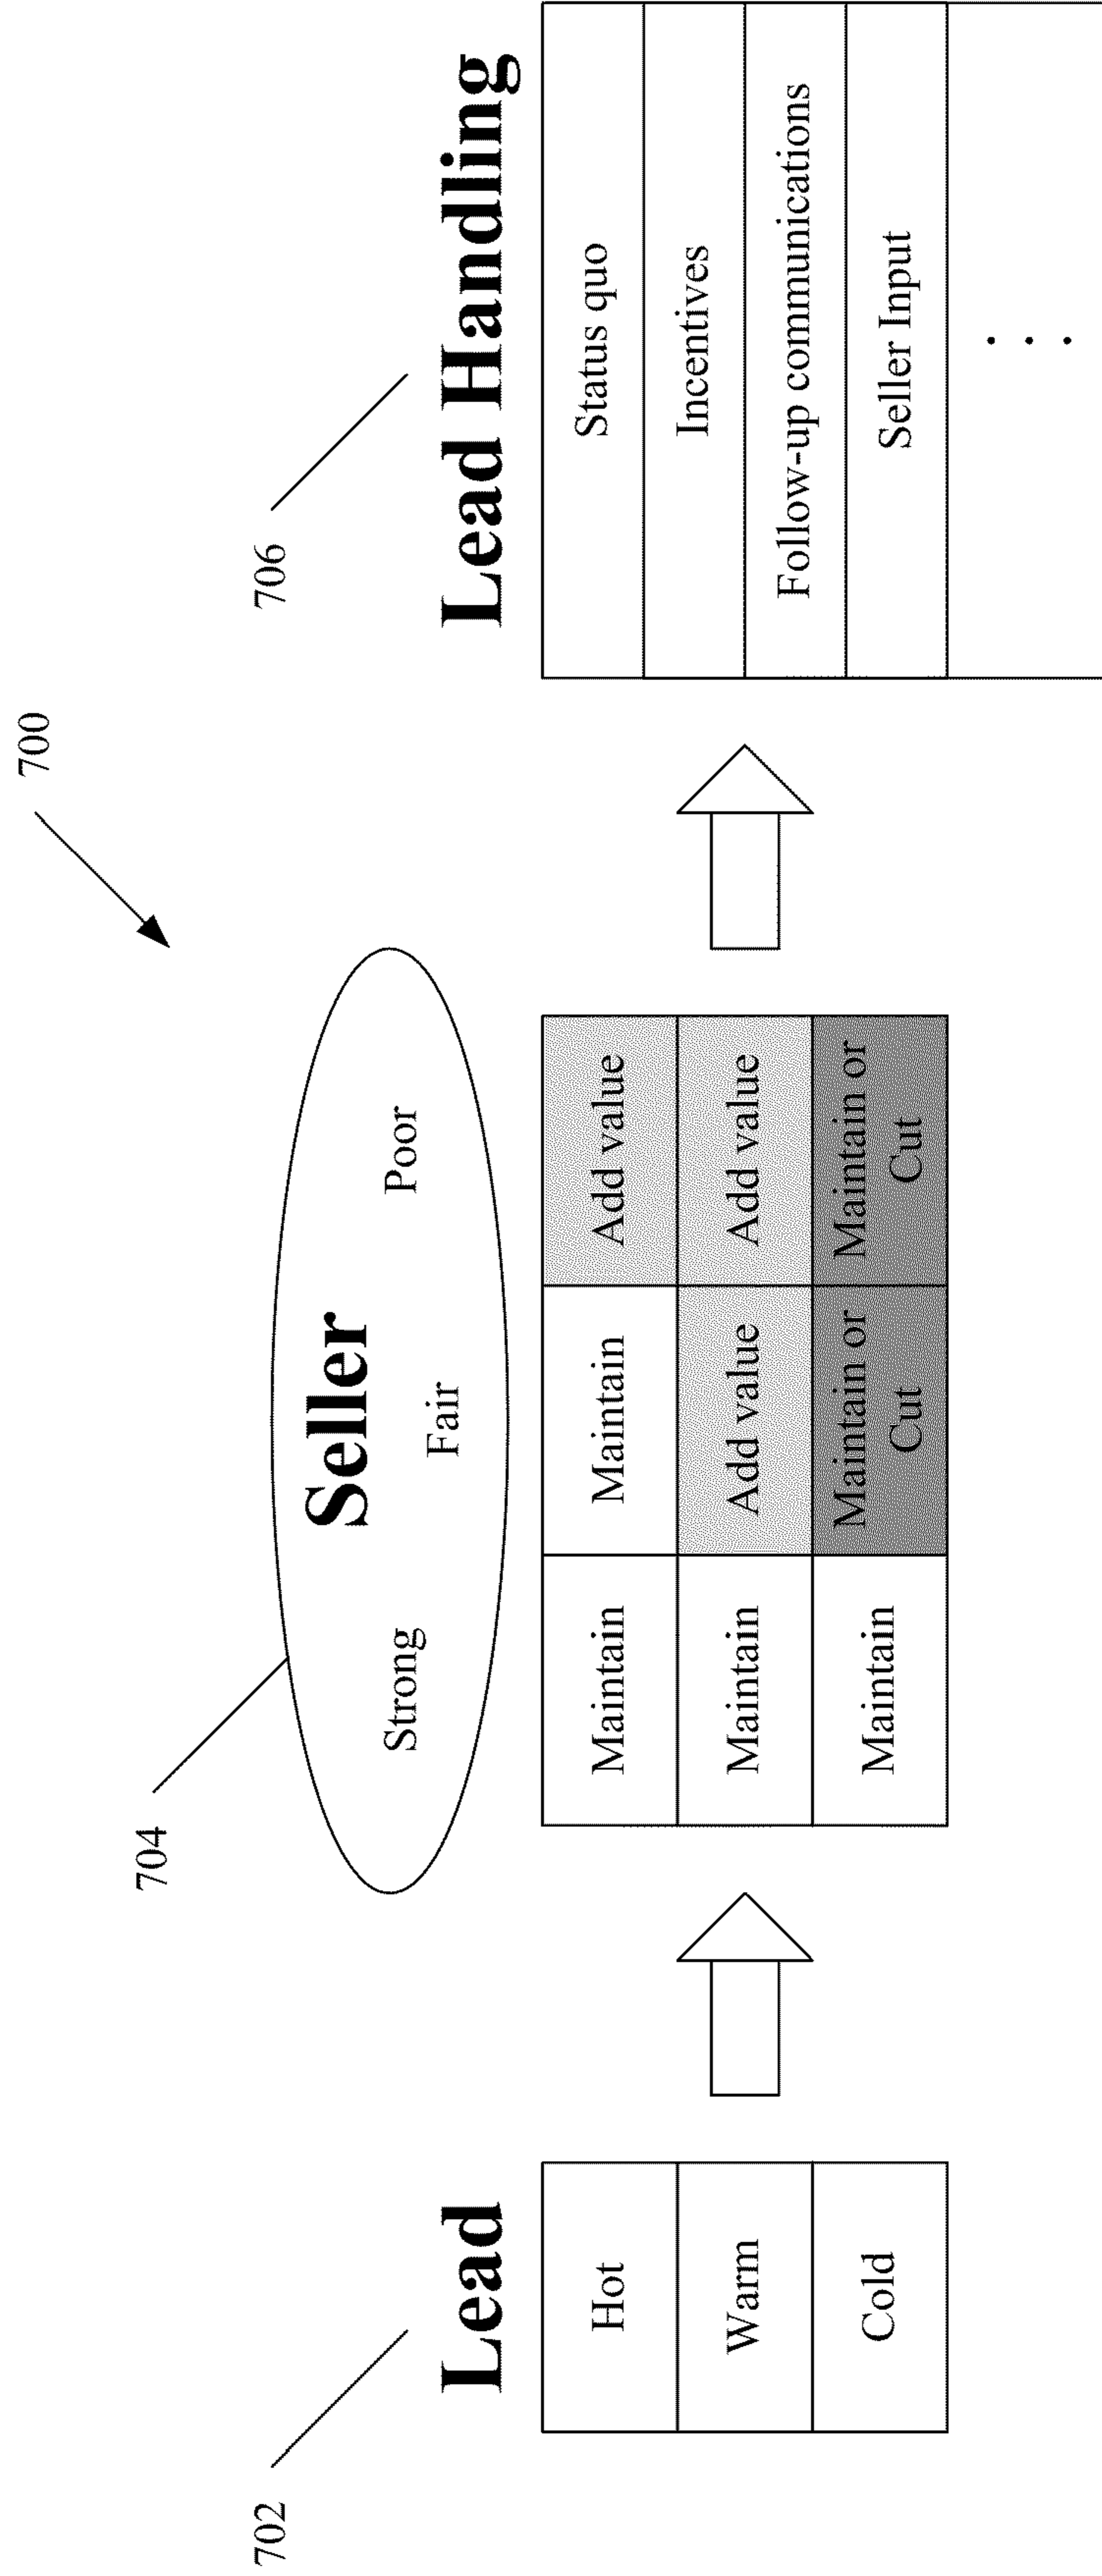 700
702
704
706
Lead
Hot
Warm
Cold
Seller
Strong
Fair
Poor
Maintain
Maintain
Add value
Maintain
Add value
Add value
Maintain
Maintain or
Cut
Maintain or
Cut
Lead Handling
Status quo
Incentives
Follow-up communications
Seller Input
. . .